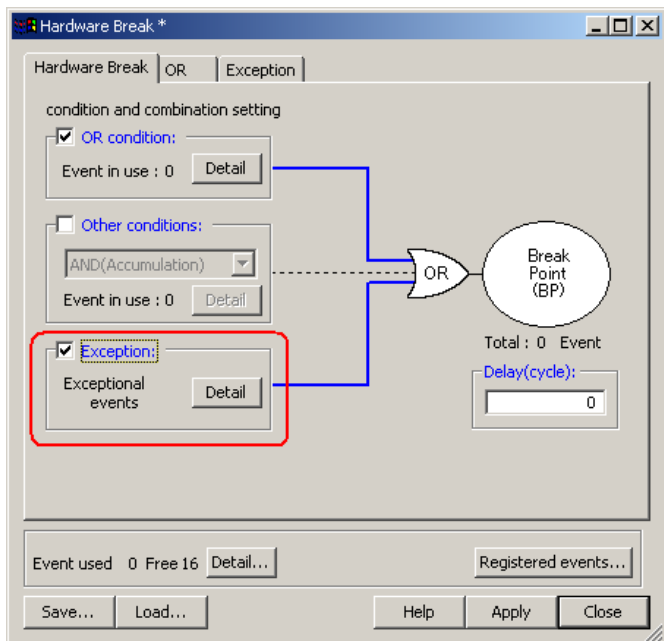 Hardware Break *
Hardware Break OR Exception
condition and combination setting
OR condition:
Event in use : 0 Detail
Other conditions:
AND(Accumulation)
Event in use : 0 Detail
Exception:
Exceptional
events
Detail
OR
Break
Point
(BP)
Total : 0 Event
Delay(cycle):
0
Event used 0 Free 16 Detail... Registered events...
Save... Load... Help Apply Close